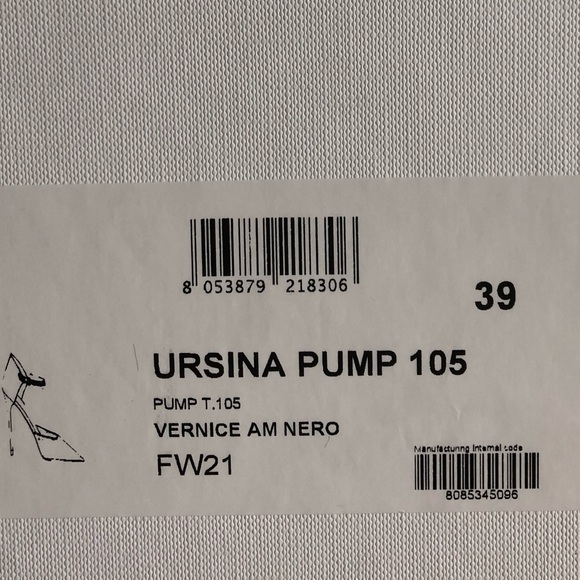 8 053879 218306
39
URSINA PUMP 105
PUMP T.105
VERNICE AM NERO
FW21
Manufacturing Internal code
8085345096